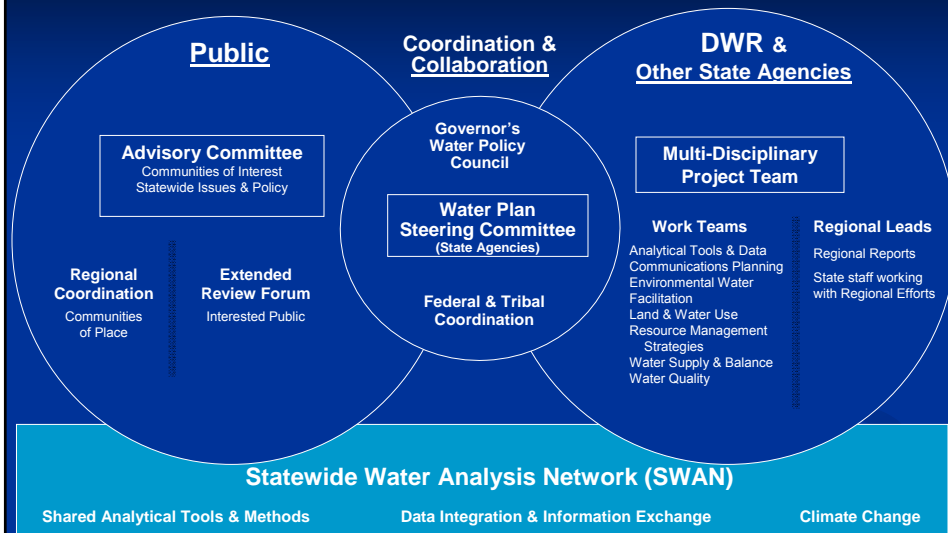 Public
Advisory Committee
Communities of Interest
Statewide Issues & Policy
Regional
Coordination
Communities
of Place
Extended
Review Forum
Interested Public
Coordination &
Collaboration
Governor's
Water Policy
Council
Water Plan
Steering Committee
(State Agencies)
Federal & Tribal
Coordination
DWR &
Other State Agencies
Multi-Disciplinary
Project Team
Work Teams
Analytical Tools & Data
Communications Planning
Environmental Water
Facilitation
Land & Water Use
Resource Management
Strategies
Water Supply & Balance
Water Quality
Regional Leads
Regional Reports
State staff working
with Regional Efforts
Statewide Water Analysis Network (SWAN)
Shared Analytical Tools & Methods
Data Integration & Information Exchange
Climate Change